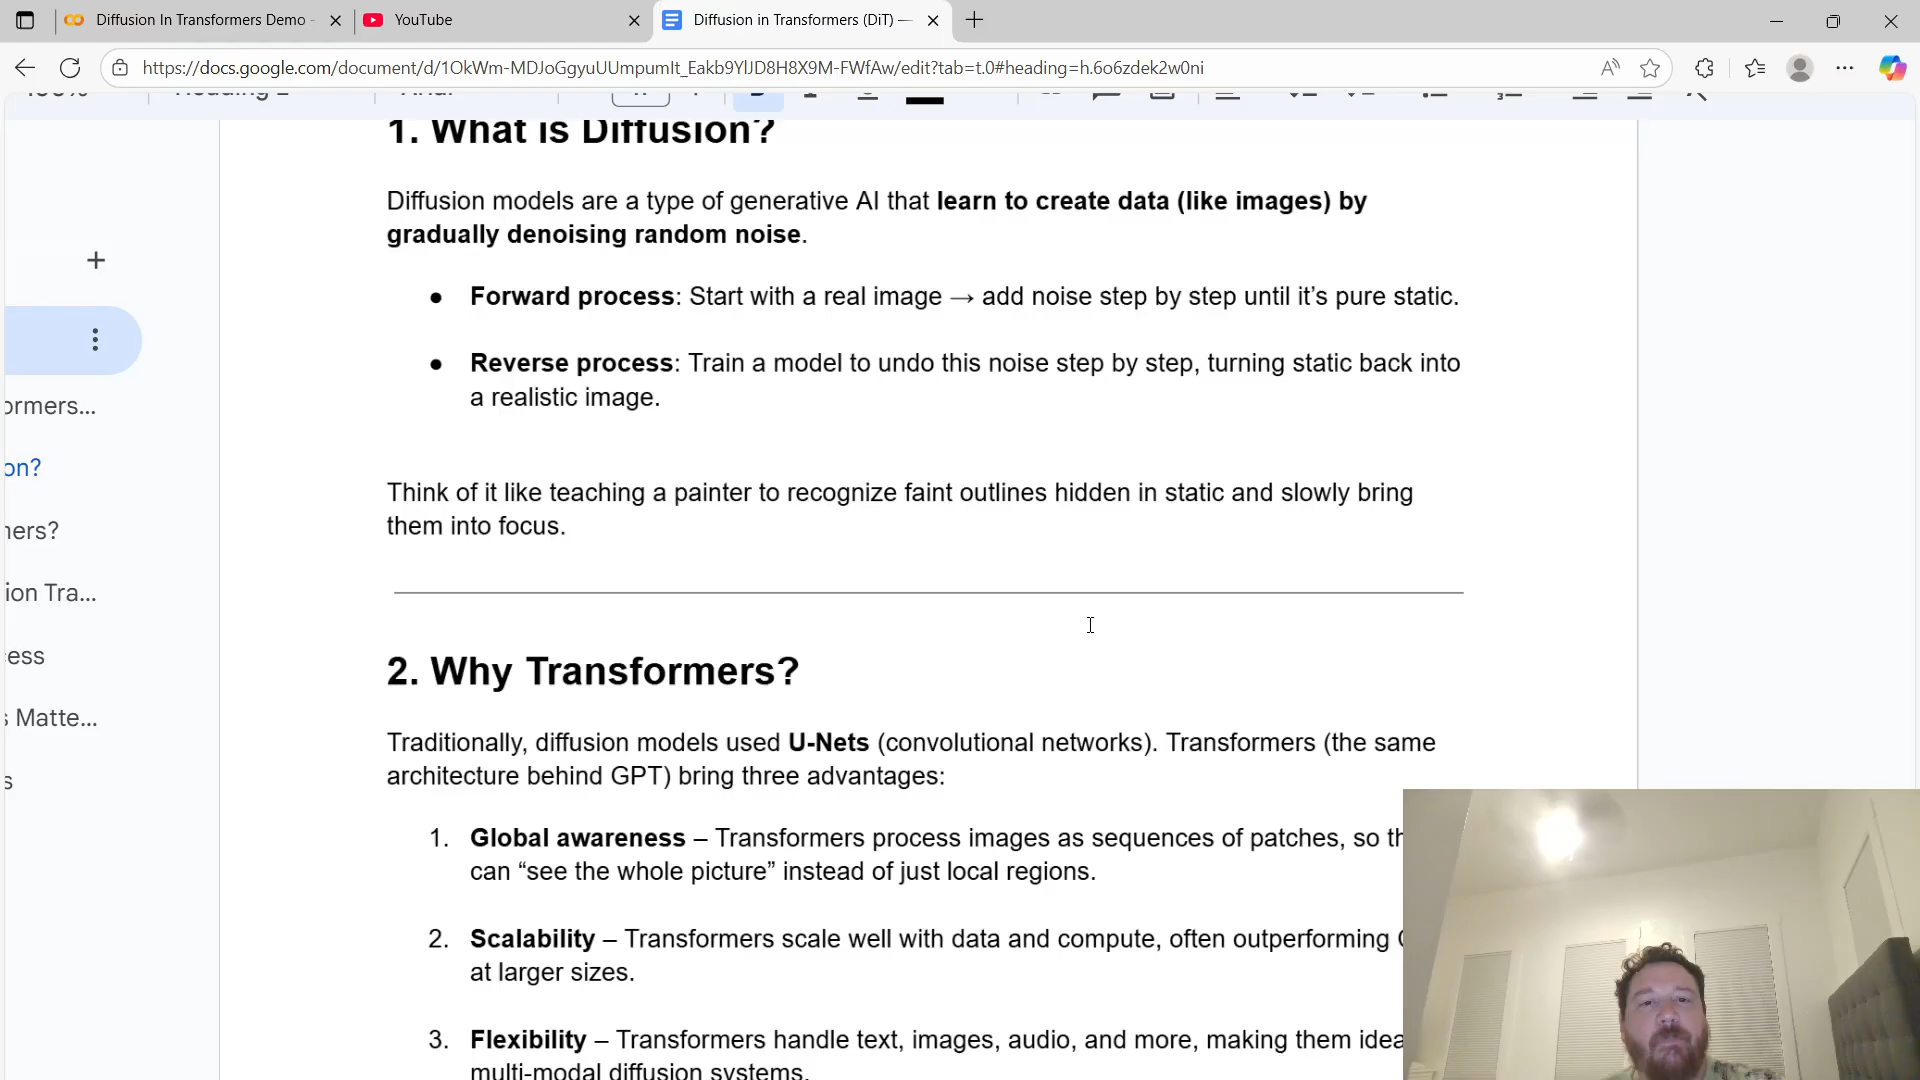 Diffusion In Transformers Demo -
YouTube
Diffusion in Transformers (DiT) —
https://docs.google.com/document/d/1OkWm-MDJoGgyuUUmpumIt_Eakb9YlJD8H8X9M-FWfAw/edit?tab=t.0#heading=h.6o6zdek2w0ni
1. What is Diffusion?
Diffusion models are a type of generative AI that learn to create data (like images) by
gradually denoising random noise.
● Forward process: Start with a real image → add noise step by step until it’s pure static.
● Reverse process: Train a model to undo this noise step by step, turning static back into
a realistic image.
Think of it like teaching a painter to recognize faint outlines hidden in static and slowly bring
them into focus.
2. Why Transformers?
Traditionally, diffusion models used U-Nets (convolutional networks). Transformers (the same
architecture behind GPT) bring three advantages:
1. Global awareness – Transformers process images as sequences of patches, so th
can “see the whole picture” instead of just local regions.
2. Scalability – Transformers scale well with data and compute, often outperforming
at larger sizes.
3. Flexibility – Transformers handle text, images, audio, and more, making them idea
multi-modal diffusion systems.
ormers...
on?
ners?
ion Tra...
ess
s Matte...
s